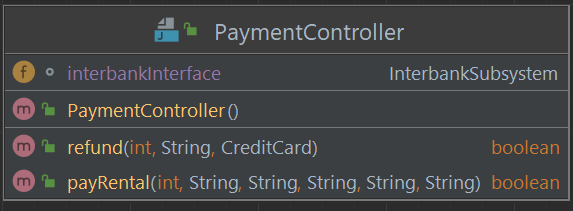 PaymentController
interbankInterface InterbankSubsystem
PaymentController()
refund(int, String, CreditCard) boolean
payRental(int, String, String, String, String, String) boolean